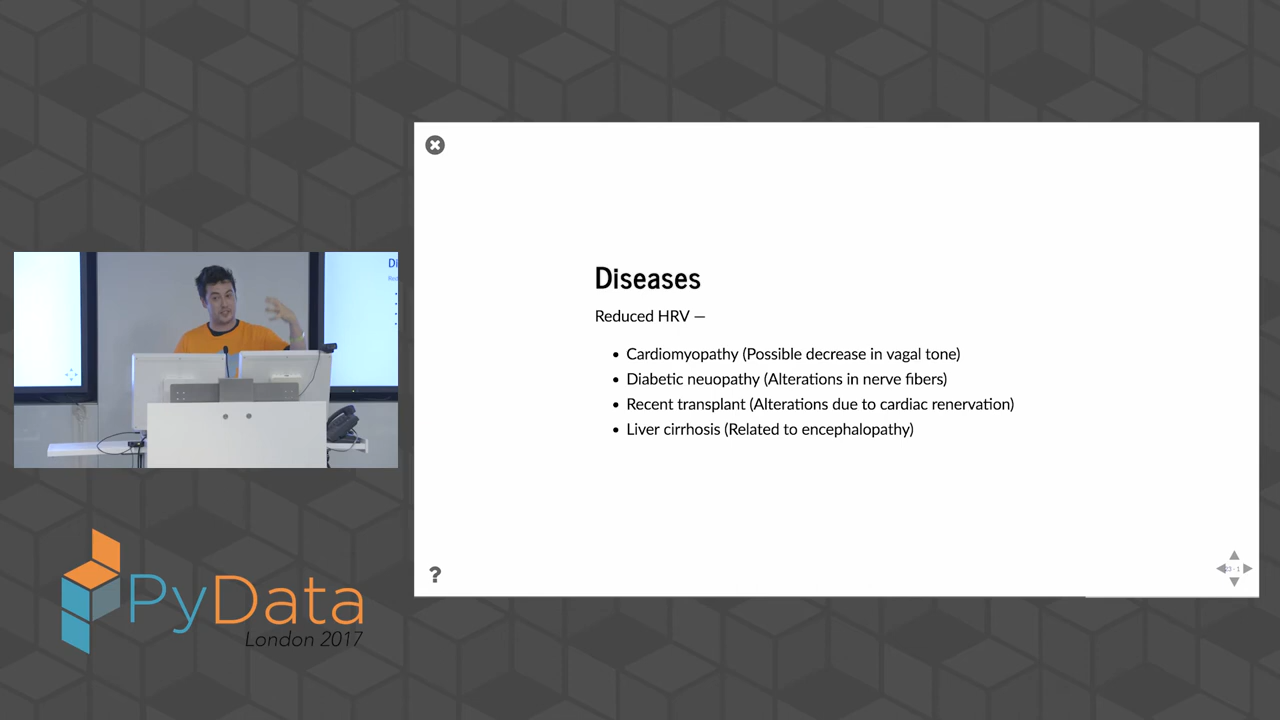 Diseases
Reduced HRV —
• Cardiomyopathy (Possible decrease in vagal tone)
• Diabetic neuopathy (Alterations in nerve fibers)
• Recent transplant (Alterations due to cardiac renervation)
• Liver cirrhosis (Related to encephalopathy)
?
PyData
London 2017